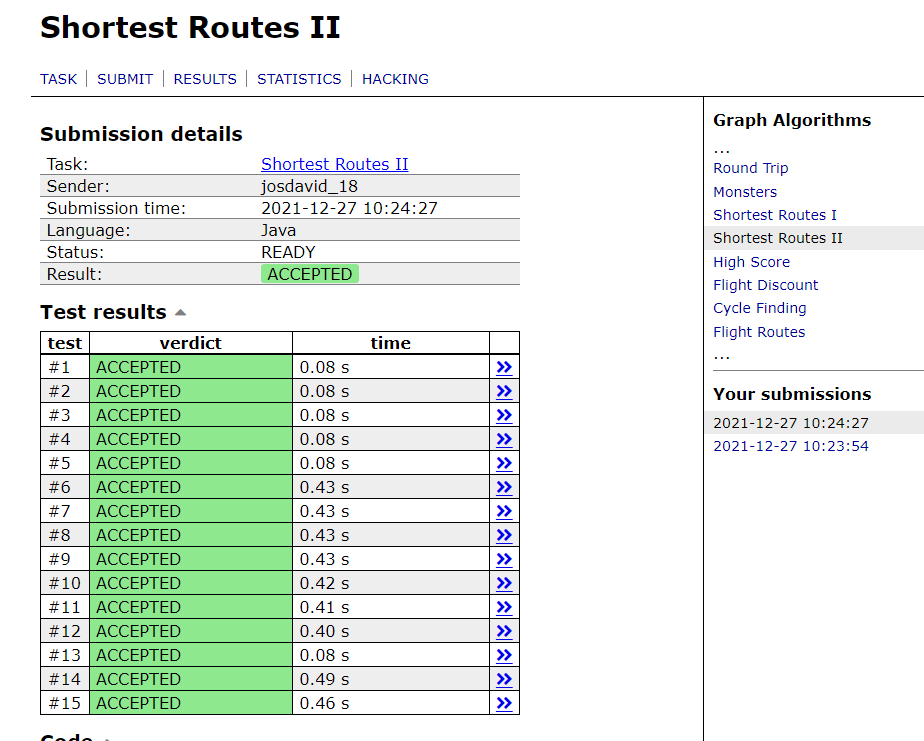 Shortest Routes II
TASK | SUBMIT | RESULTS | STATISTICS | HACKING
Submission details
Task: Shortest Routes II
Sender: josdavid_18
Submission time: 2021-12-27 10:24:27
Language: Java
Status: READY
Result: ACCEPTED
Test results
test verdict time
#1 ACCEPTED 0.08 s »
#2 ACCEPTED 0.08 s »
#3 ACCEPTED 0.08 s »
#4 ACCEPTED 0.08 s »
#5 ACCEPTED 0.08 s »
#6 ACCEPTED 0.43 s »
#7 ACCEPTED 0.43 s »
#8 ACCEPTED 0.43 s »
#9 ACCEPTED 0.43 s »
#10 ACCEPTED 0.42 s »
#11 ACCEPTED 0.41 s »
#12 ACCEPTED 0.40 s »
#13 ACCEPTED 0.08 s »
#14 ACCEPTED 0.49 s »
#15 ACCEPTED 0.46 s »
Code
Graph Algorithms
...
Round Trip
Monsters
Shortest Routes I
Shortest Routes II
High Score
Flight Discount
Cycle Finding
Flight Routes
...
Your submissions
2021-12-27 10:24:27
2021-12-27 10:23:54